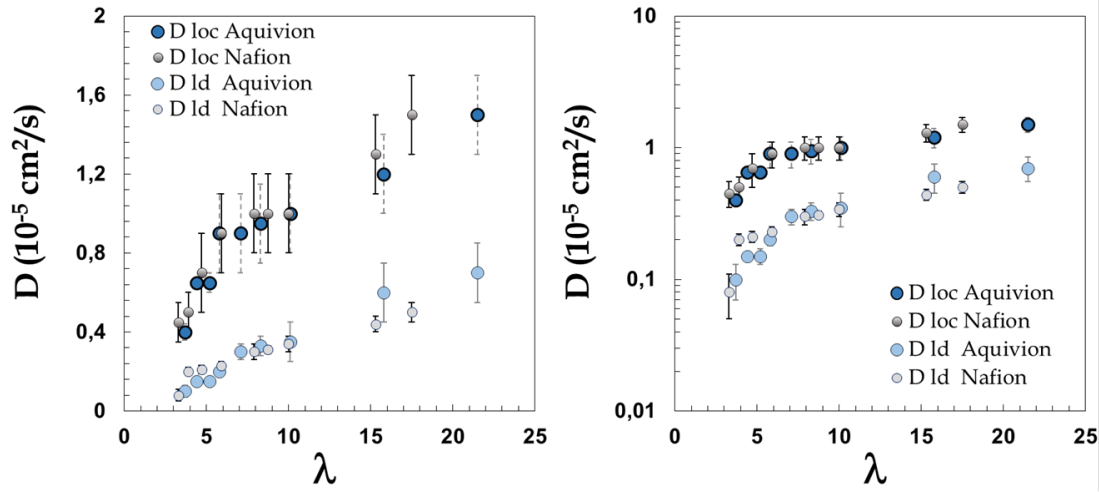 2
1,6
1,2
0,8
0,4
0
D (10⁻⁵ cm²/s)
D loc Aquivion
D loc Nafion
D ld Aquivion
D ld Nafion
0 5 10 15 20 25
λ
10
1
0,1
0,01
D (10⁻⁵ cm²/s)
D loc Aquivion
D loc Nafion
D ld Aquivion
D ld Nafion
0 5 10 15 20 25
λ